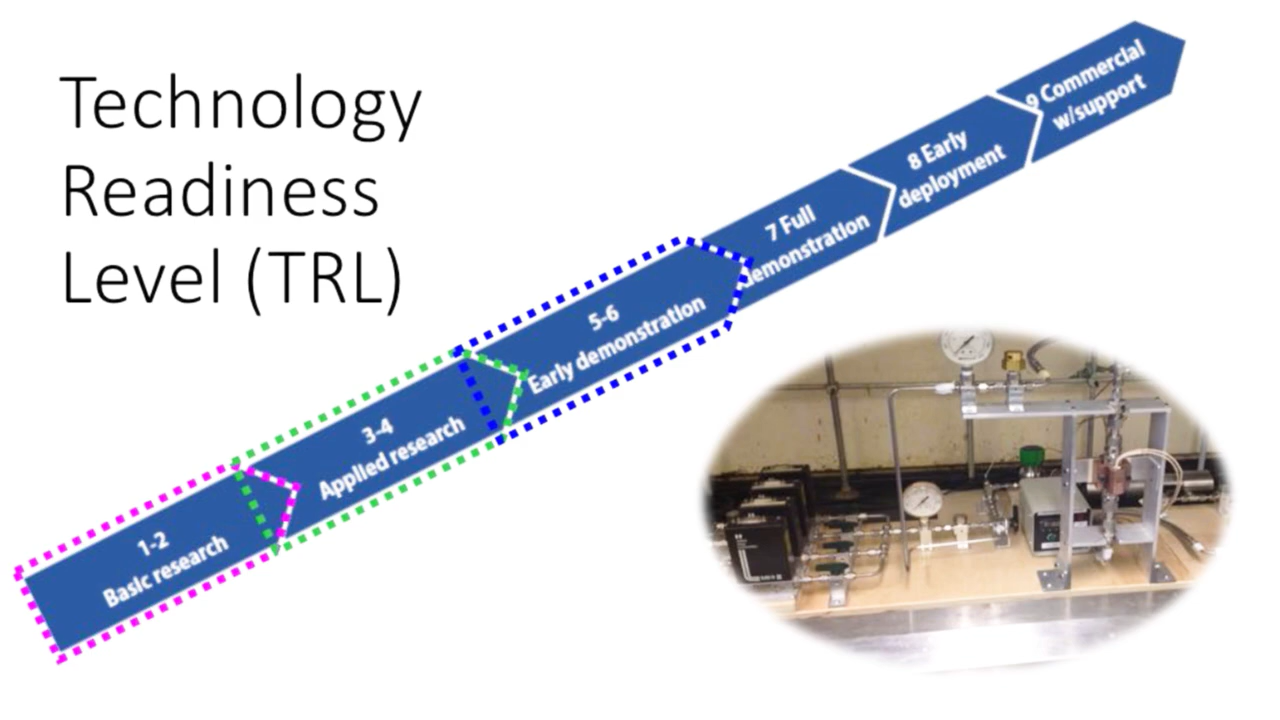 Technology
Readiness
Level (TRL)
1-2
Basic research
3-4
Applied research
5-6
Early demonstration
7 Full
demonstration
8 Early
deployment
9 Commercial
w/support